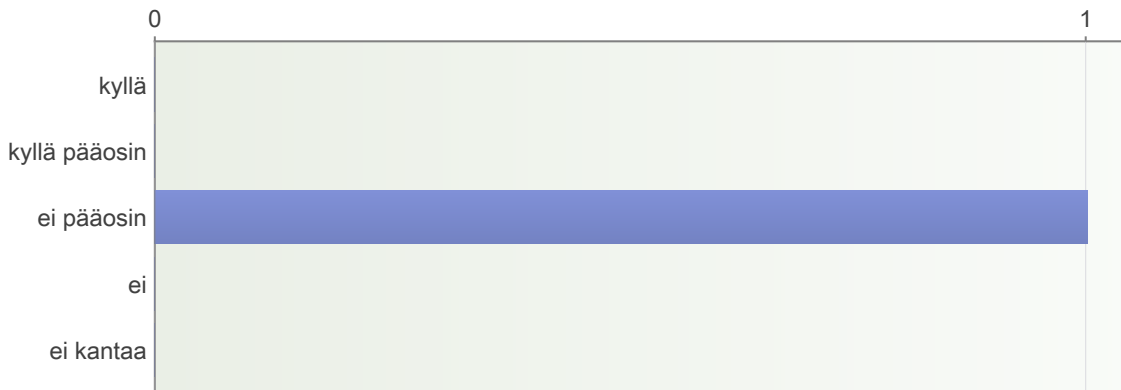 0 1
kyllä
kyllä pääosin
ei pääosin
ei
ei kantaa